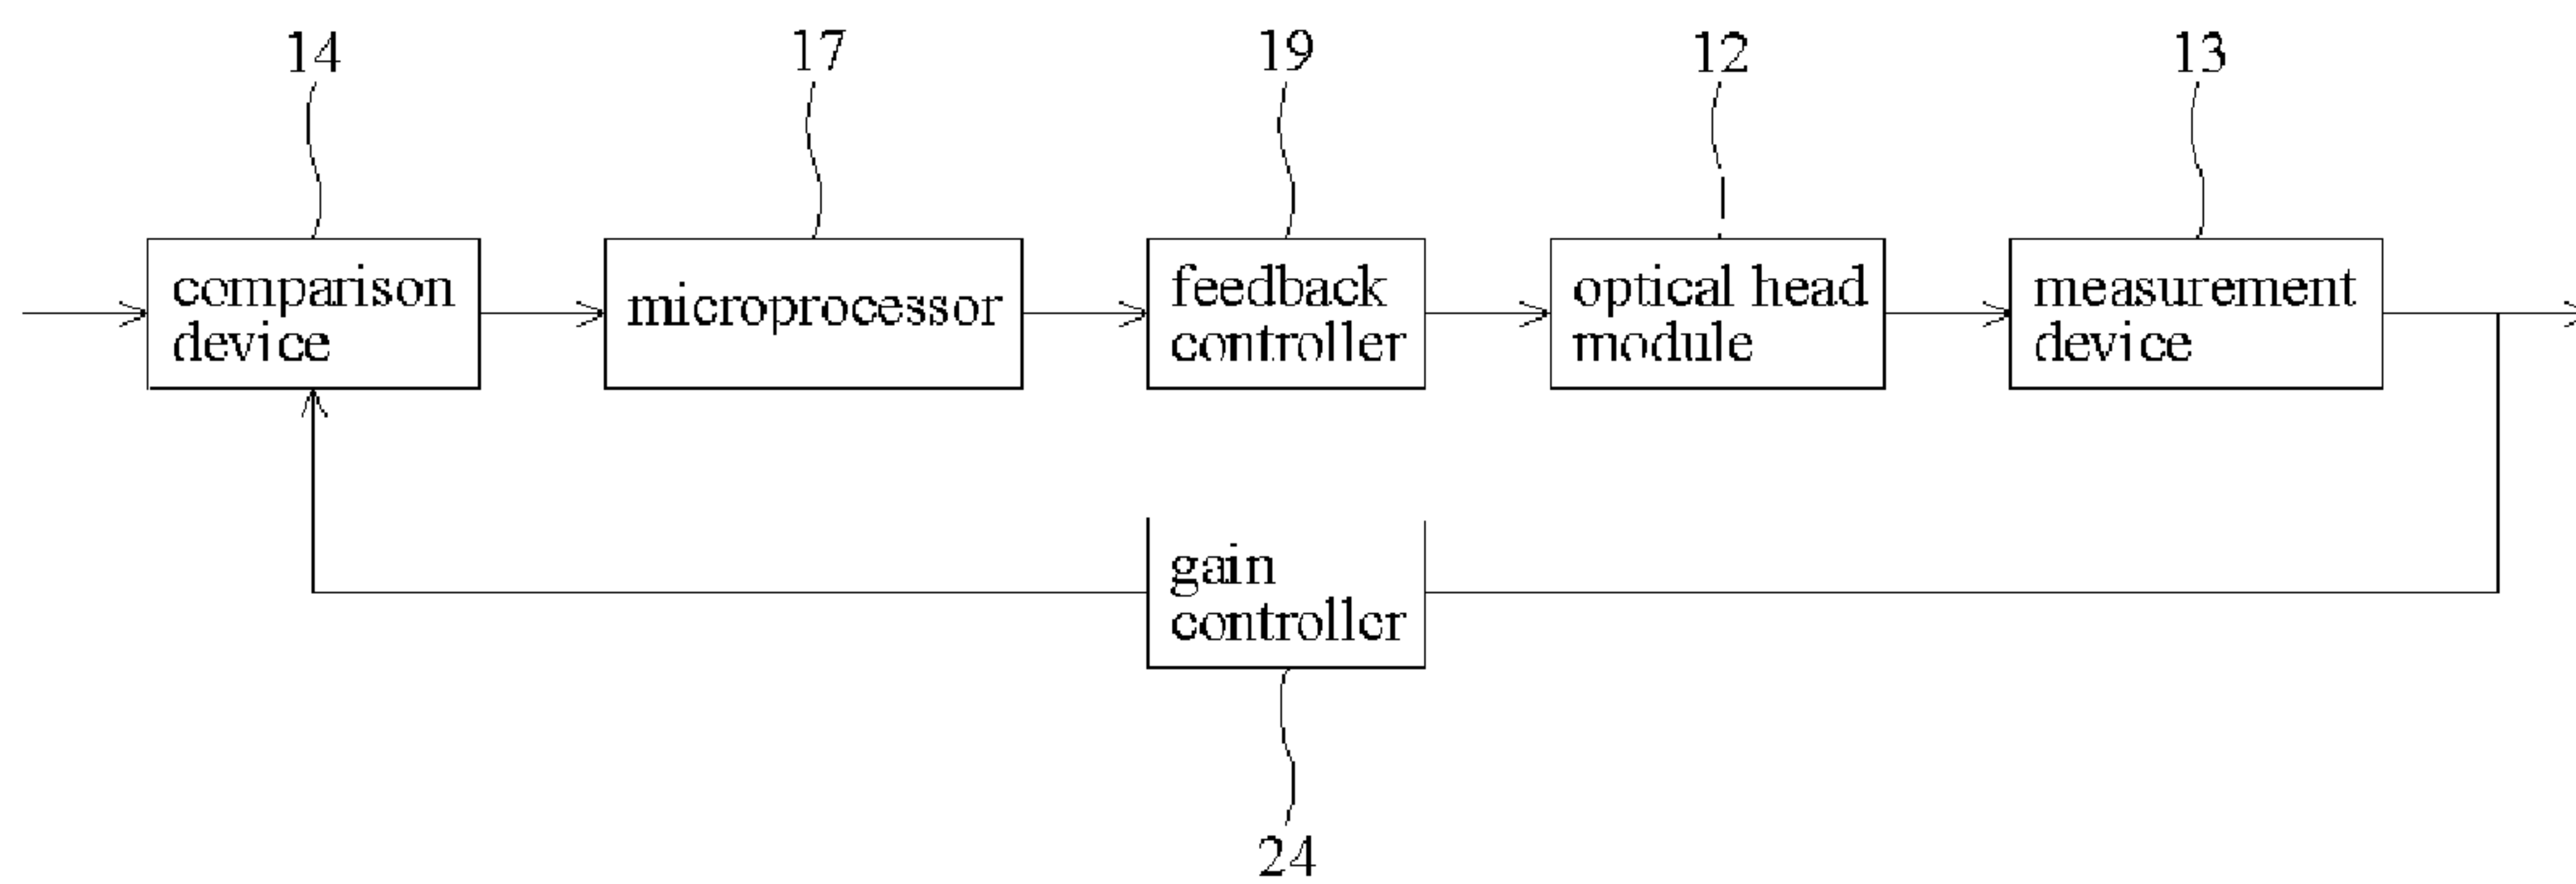 14 17 19 12 13
comparison device
microprocessor
feedback controller
optical head module
measurement device
gain controller
24